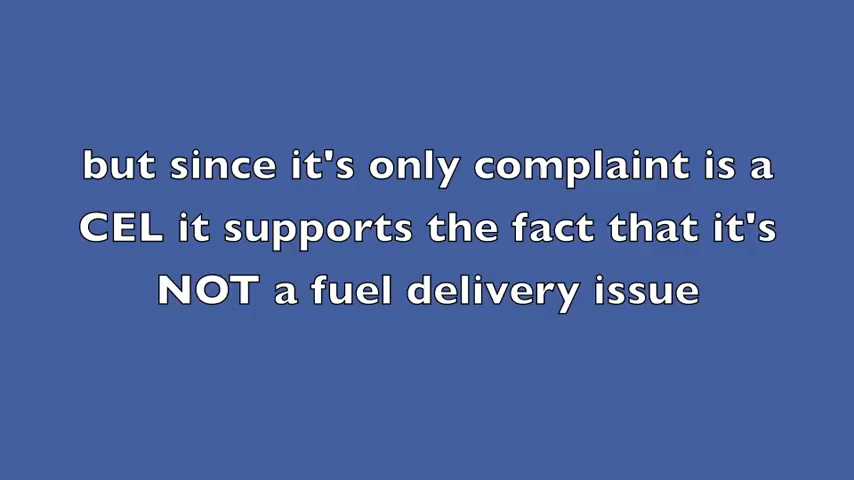 but since it's only complaint is a
CEL it supports the fact that it's
NOT a fuel delivery issue